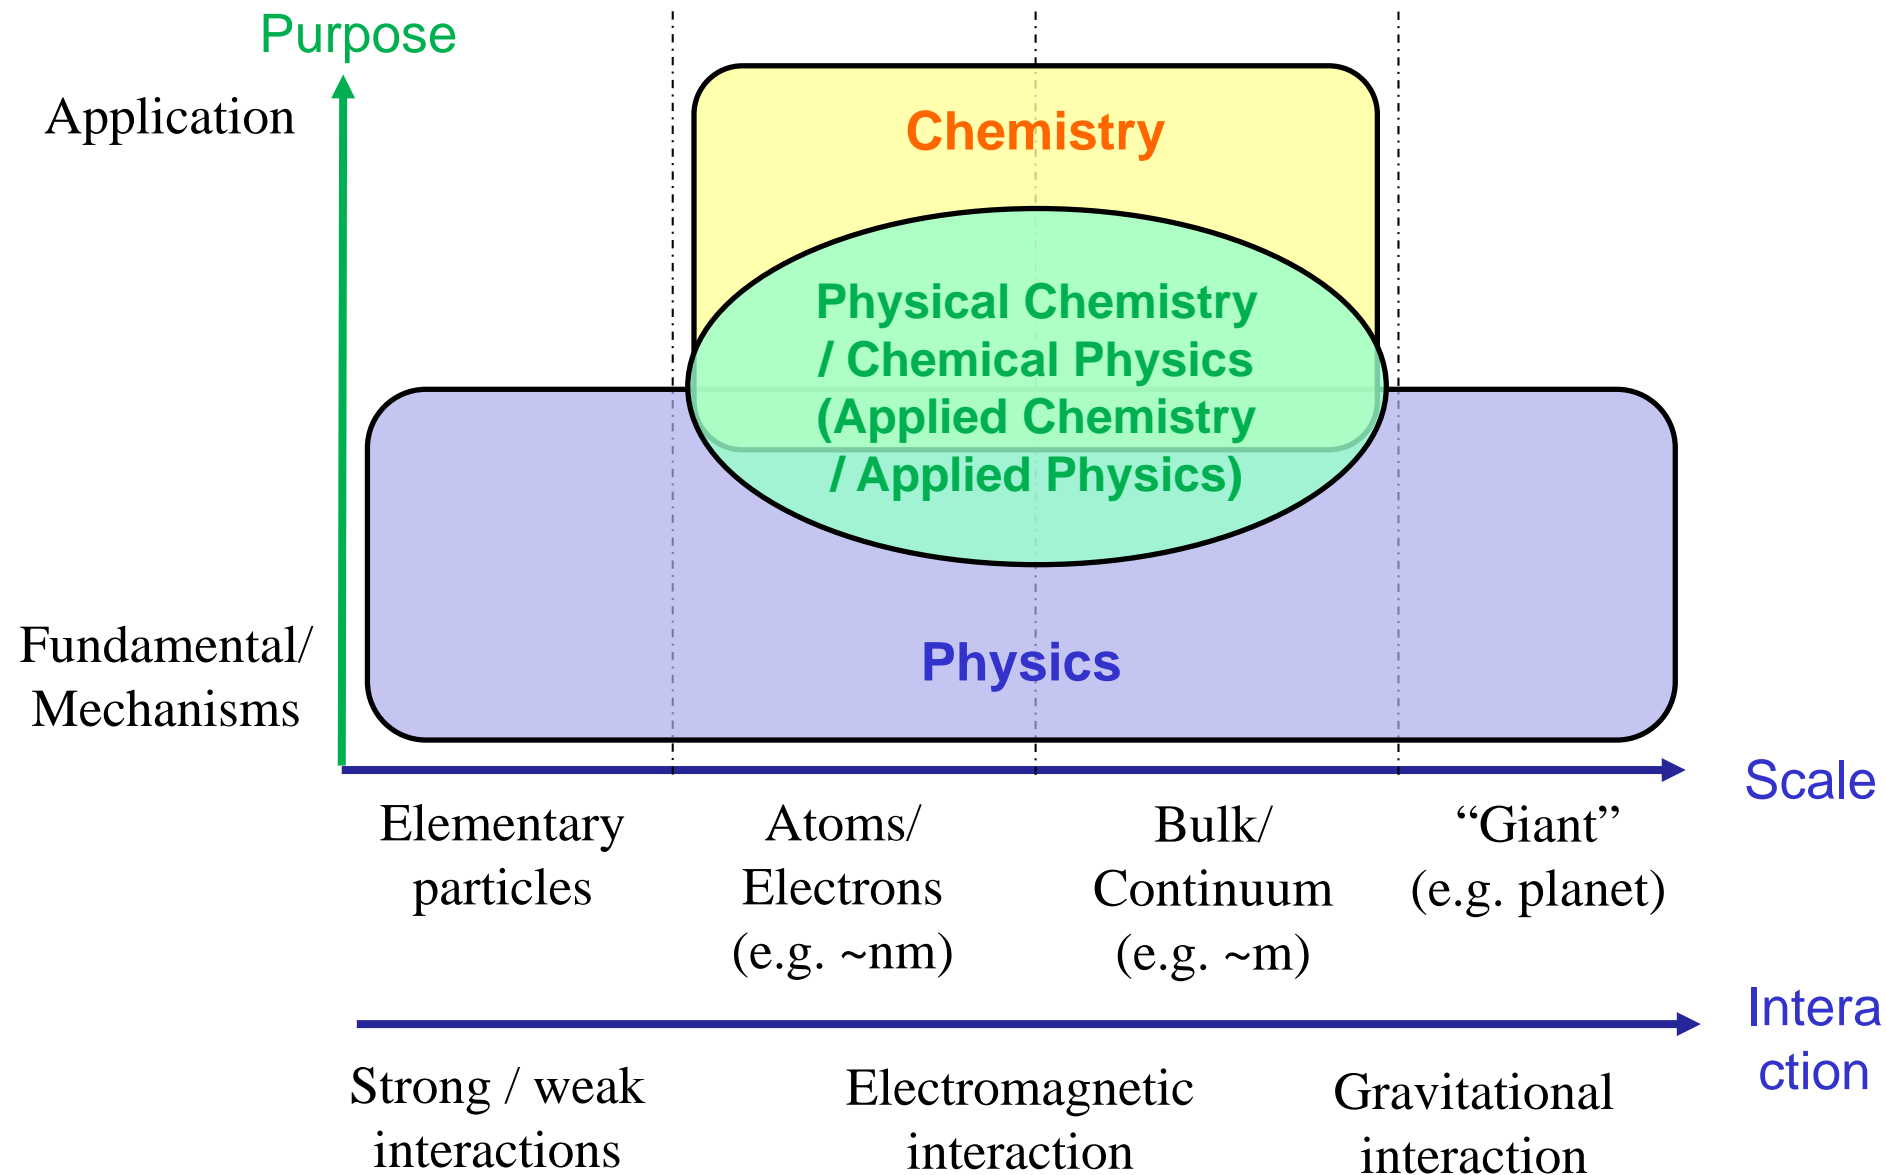 Purpose
Application
Chemistry
Physical Chemistry
/ Chemical Physics
(Applied Chemistry
/ Applied Physics)
Fundamental/
Mechanisms
Physics
Scale
Elementary
particles
Atoms/
Electrons
(e.g. ~nm)
Bulk/
Continuum
(e.g. ~m)
“Giant”
(e.g. planet)
Intera
ction
Strong / weak
interactions
Electromagnetic
interaction
Gravitational
interaction